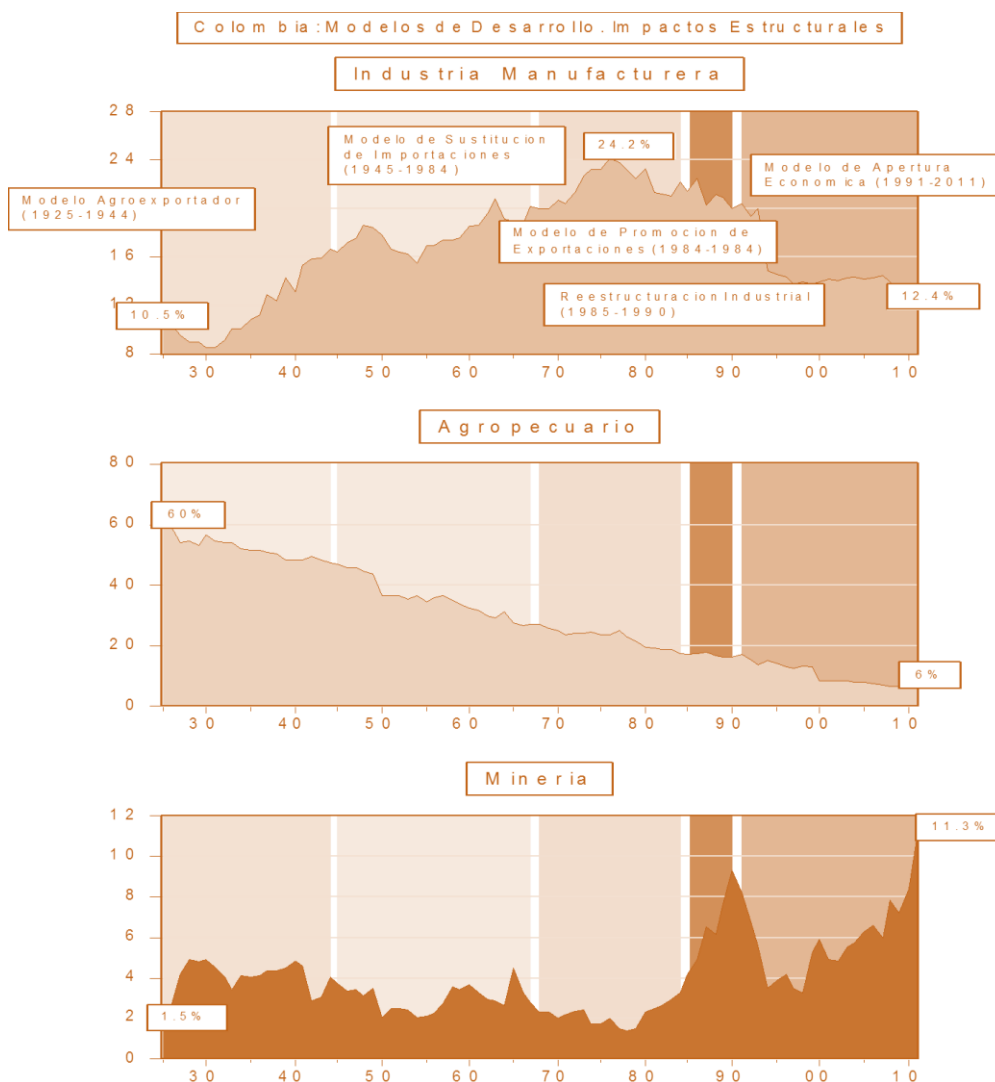 Colombia: Modelos de Desarrollo. Impactos Estructurales
Industria Manufacturera
28
24
16
8
Modelo Agroexportador
(1925-1944)
Modelo de Sustitucion
de Importaciones
(1945-1984)
24.2%
Modelo de Apertura
Economica (1991-2011)
Modelo de Promocion de
Exportaciones (1984-1984)
Reestructuracion Industrial
(1985-1990)
10.5%
12.4%
30 40 50 60 70 80 90 00 10
Agropecuario
80
60
40
20
0
60%
6%
30 40 50 60 70 80 90 00 10
Mineria
12
10
8
6
4
2
0
11.3%
1.5%
30 40 50 60 70 80 90 00 10